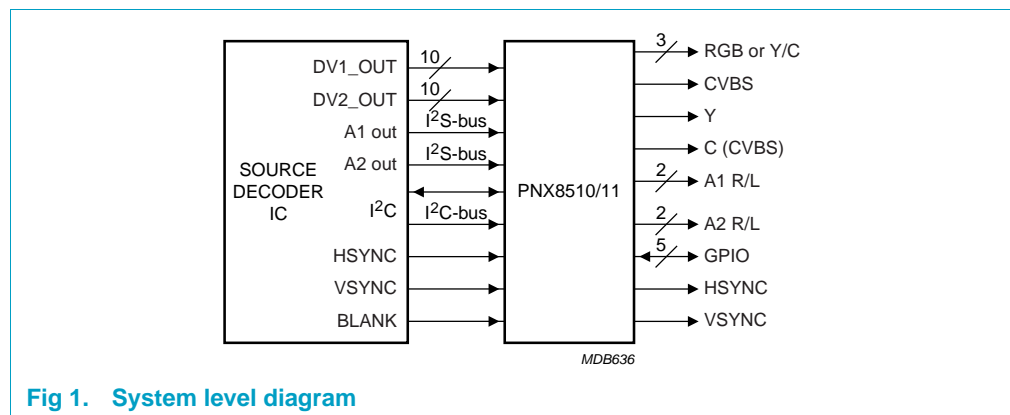 DV1_OUT
DV2_OUT
A1 out
A2 out
SOURCE
DECODER
IC
I2C
HSYNC
VSYNC
BLANK
10
10
I2S-bus
I2S-bus
I2C-bus
PNX8510/11
3
RGB or Y/C
CVBS
Y
C (CVBS)
2
A1 R/L
2
A2 R/L
5
GPIO
HSYNC
VSYNC
MDB636
Fig 1. System level diagram